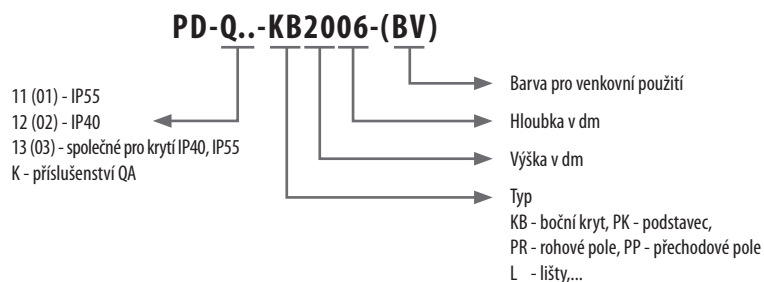 PD-Q..-KB2006-(BV)
11 (01) - IP55
12 (02) - IP40
13 (03) - společné pro krytí IP40, IP55
K - příslušenství QA
Barva pro venkovní použití
Hloubka v dm
Výška v dm
Typ
KB - boční kryt, PK - podstavec,
PR - rohové pole, PP - přechodové pole
L - lišty,...